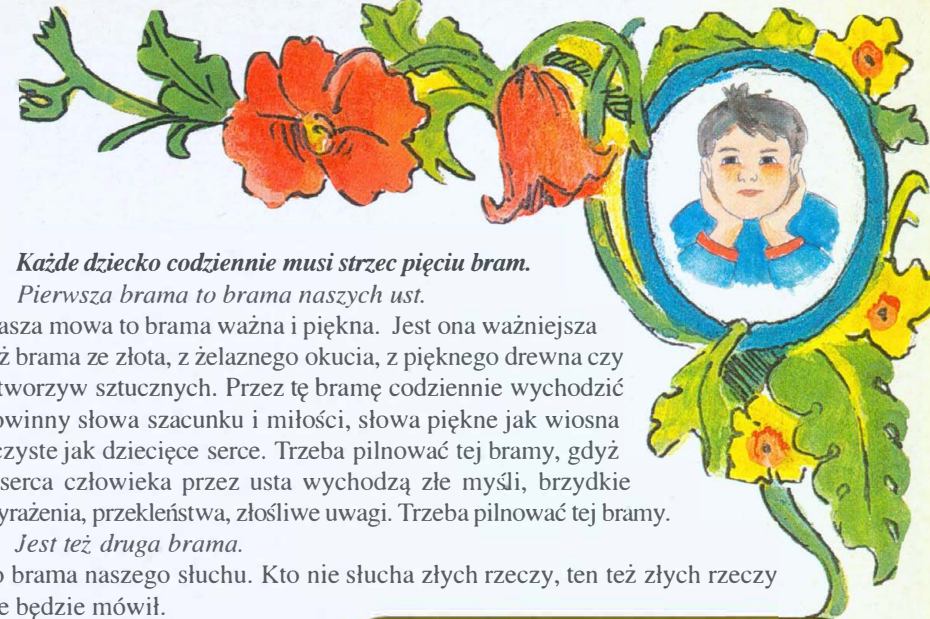 Każde dziecko codziennie musi strzec pięciu bram.
Pierwsza brama to brama naszych ust.
asza mowa to brama ważna i piękna. Jest ona ważniejsza
ż brama ze złota, z żelaznego okucia, z pięknego drewna czy
tworzyw sztucznych. Przez tę bramę codziennie wychodzić
owinny słowa szacunku i miłości, słowa piękne jak wiosna
czyste jak dziecięce serce. Trzeba pilnować tej bramy, gdyż
serca człowieka przez usta wychodzą złe myśli, brzydkie
yrażenia, przekleństwa, złośliwe uwagi. Trzeba pilnować tej bramy.
Jest też druga brama.
o brama naszego słuchu. Kto nie słucha złych rzeczy, ten też złych rzeczy
e będzie mówił.